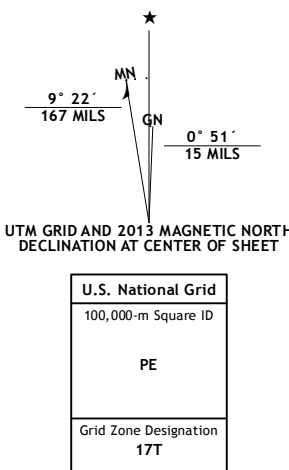 ★
MN
GN
9° 22´
167 MILS
0° 51´
15 MILS
UTM GRID AND 2013 MAGNETIC NORTH
DECLINATION AT CENTER OF SHEET
U.S. National Grid
100,000-m Square ID
PE
Grid Zone Designation
17T